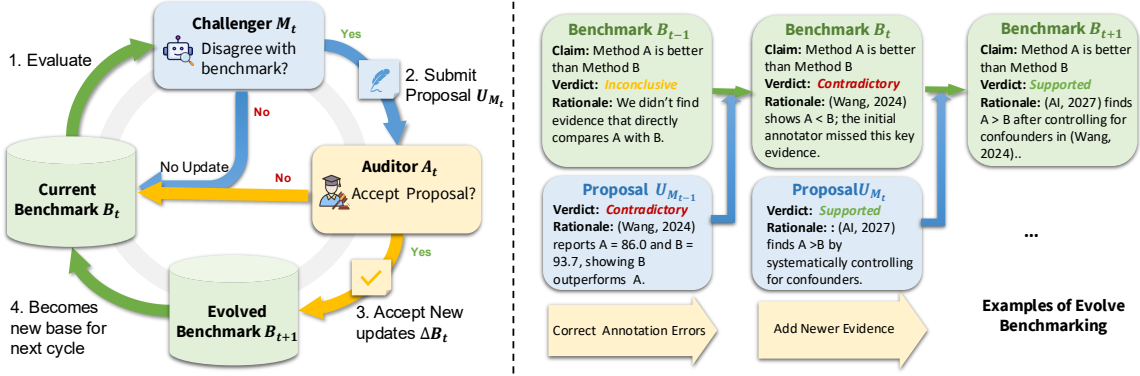 Challenger M_t
Disagree with
benchmark?
1. Evaluate
Yes
2. Submit
Proposal U_{M_t}
No
No Update
No
Auditor A_t
Accept Proposal?
Current
Benchmark B_t
Yes
3. Accept New
updates ΔB_t
Evolved
Benchmark B_{t+1}
4. Becomes
new base for
next cycle
Benchmark B_{t−1}
Claim: Method A is better
than Method B
Verdict: Inconclusive
Rationale: We didn't find
evidence that directly
compares A with B.
Benchmark B_t
Claim: Method A is better
than Method B
Verdict: Contradictory
Rationale: (Wang, 2024)
shows A < B; the initial
annotator missed this key
evidence.
Benchmark B_{t+1}
Claim: Method A is better
than Method B
Verdict: Supported
Rationale: (AI, 2027) finds
A > B after controlling for
confounders in (Wang,
2024)..
Proposal U_{M_{t−1}}
Verdict: Contradictory
Rationale: (Wang, 2024)
reports A = 86.0 and B =
93.7, showing B
outperforms A.
Proposal U_{M_t}
Verdict: Supported
Rationale: : (AI, 2027)
finds A >B by
systematically controlling
for confounders.
...
Correct Annotation Errors
Add Newer Evidence
Examples of Evolve
Benchmarking